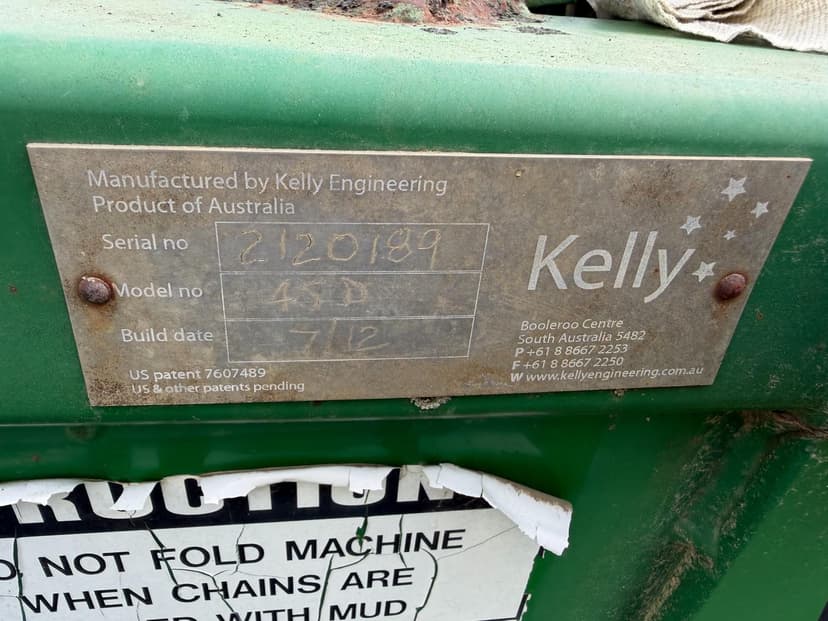 Manufactured by Kelly Engineering
Product of Australia
Serial no 2120189
Model no 45D
Build date 7/12
US patent 7607489
US & other patents pending
Kelly
Booleroo Centre
South Australia 5482
P +61 8 8667 2253
F +61 8 8667 2250
W www.kellyengineering.com.au
NOT FOLD MACHINE
WHEN CHAINS ARE
WITH MUD